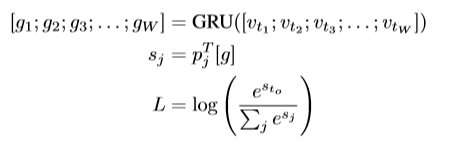 [g_1; g_2; g_3; . . . ; g_W] = GRU([v_{t_1}; v_{t_2}; v_{t_3}; . . . ; v_{t_W}])
s_j = p_j^T[g]
L = log ( e^{s_{t_o}} / ∑_j e^{s_j} )